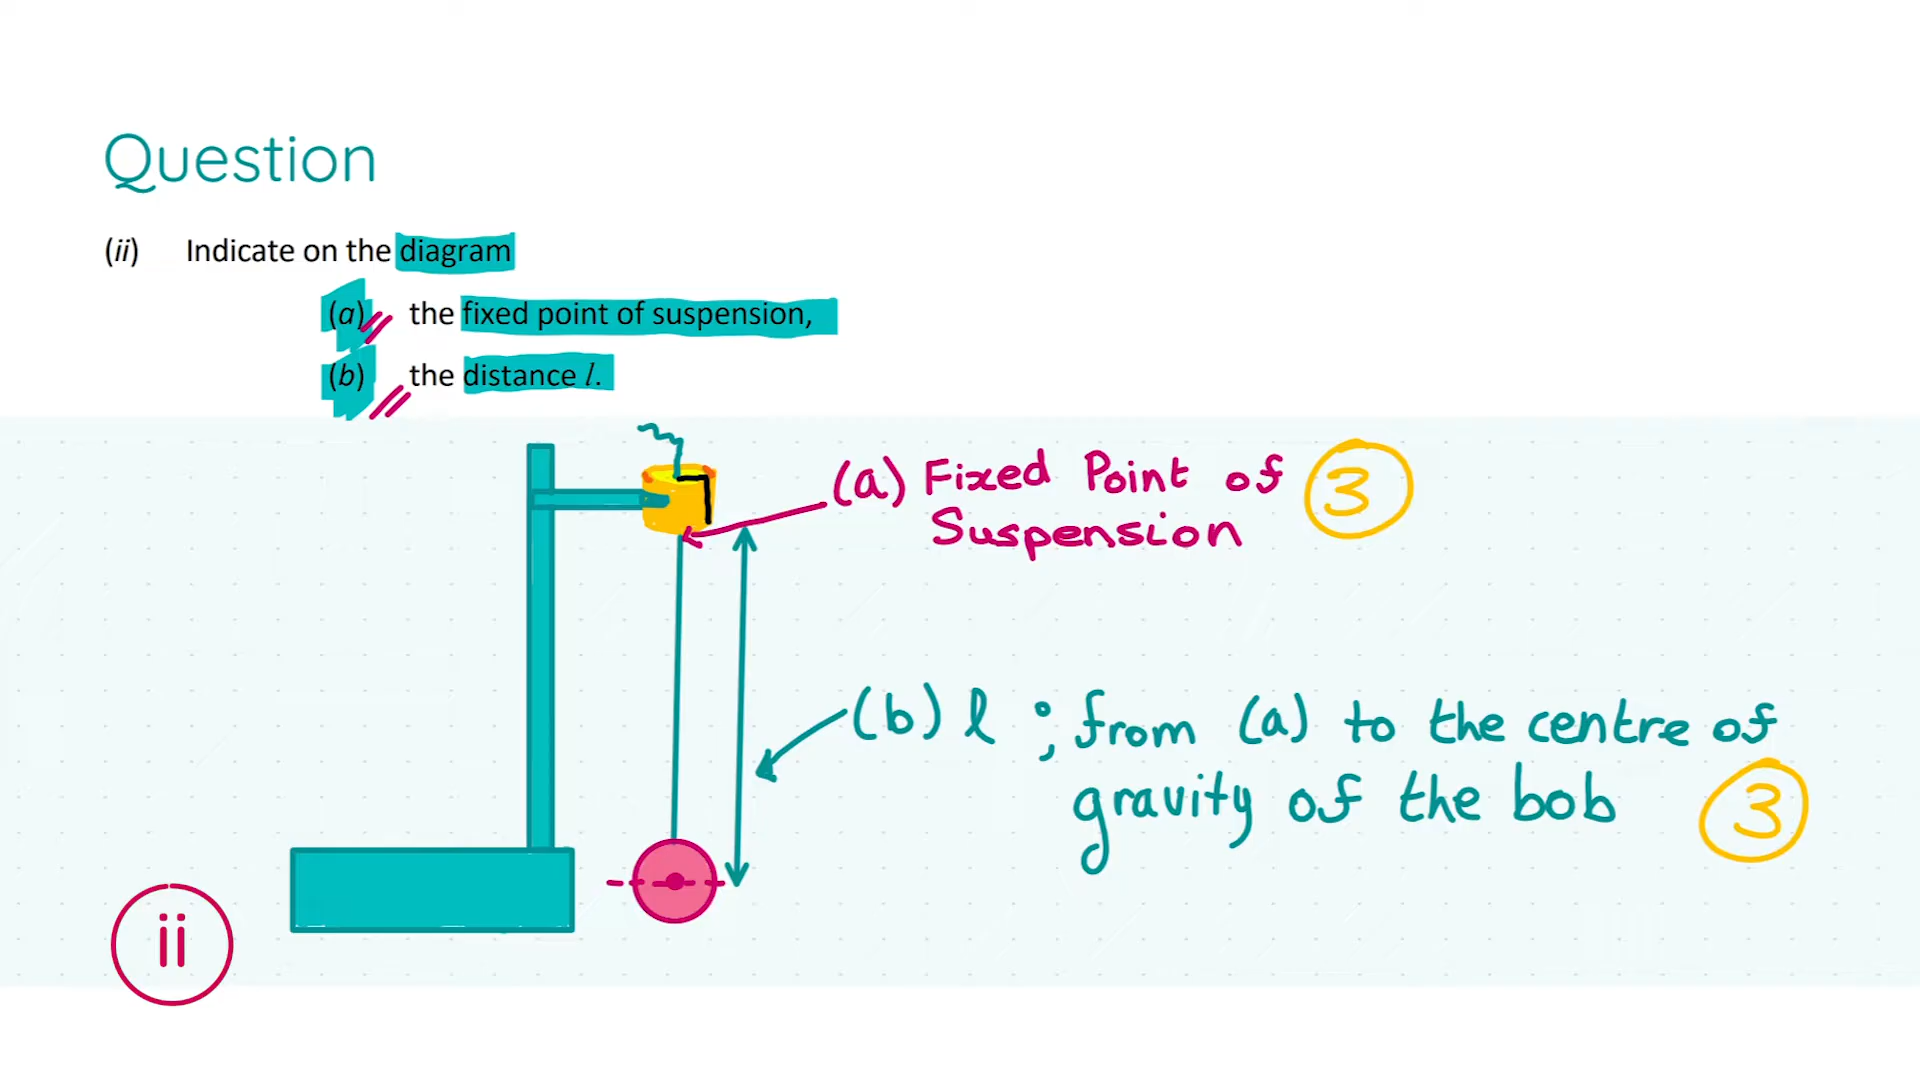 Question
(ii) Indicate on the diagram
(a) the fixed point of suspension,
(b) the distance l.
(a) Fixed Point of 3
Suspension
(b) l ; from (a) to the centre of
gravity of the bob 3
ii